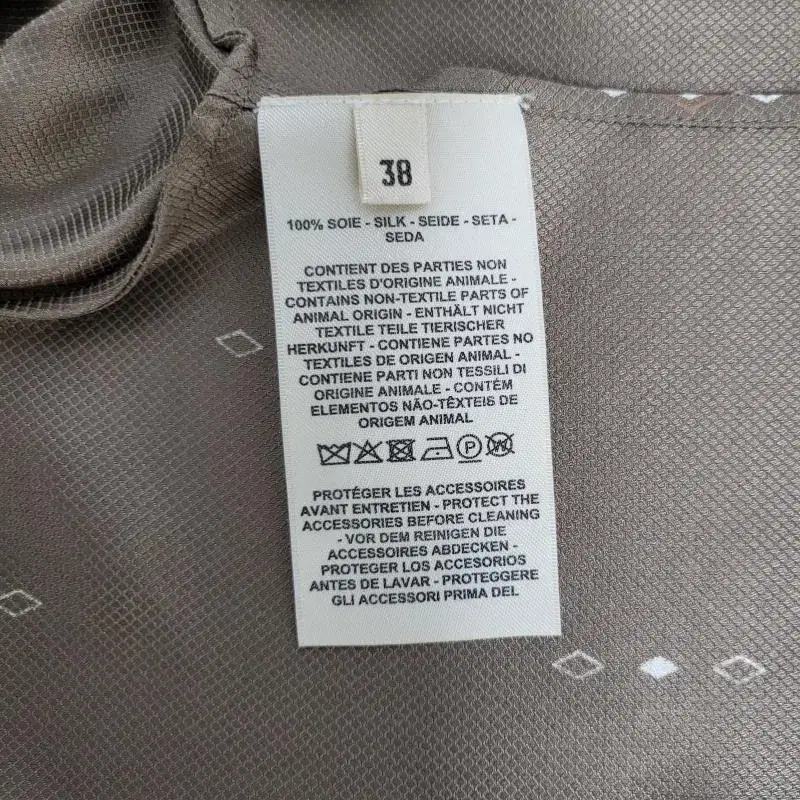 38
100% SOIE - SILK - SEIDE - SETA -
SEDA
CONTIENT DES PARTIES NON
TEXTILES D'ORIGINE ANIMALE -
CONTAINS NON-TEXTILE PARTS OF
ANIMAL ORIGIN - ENTHÄLT NICHT
TEXTILE TEILE TIERISCHER
HERKUNFT - CONTIENE PARTES NO
TEXTILES DE ORIGEN ANIMAL -
CONTIENE PARTI NON TESSILI DI
ORIGINE ANIMALE - CONTÉM
ELEMENTOS NÃO-TÊXTEIS DE
ORIGEM ANIMAL
P W
PROTÉGER LES ACCESSOIRES
AVANT ENTRETIEN - PROTECT THE
ACCESSORIES BEFORE CLEANING
- VOR DEM REINIGEN DIE
ACCESSOIRES ABDECKEN -
PROTEGER LOS ACCESORIOS
ANTES DE LAVAR - PROTEGGERE
GLI ACCESSORI PRIMA DEL